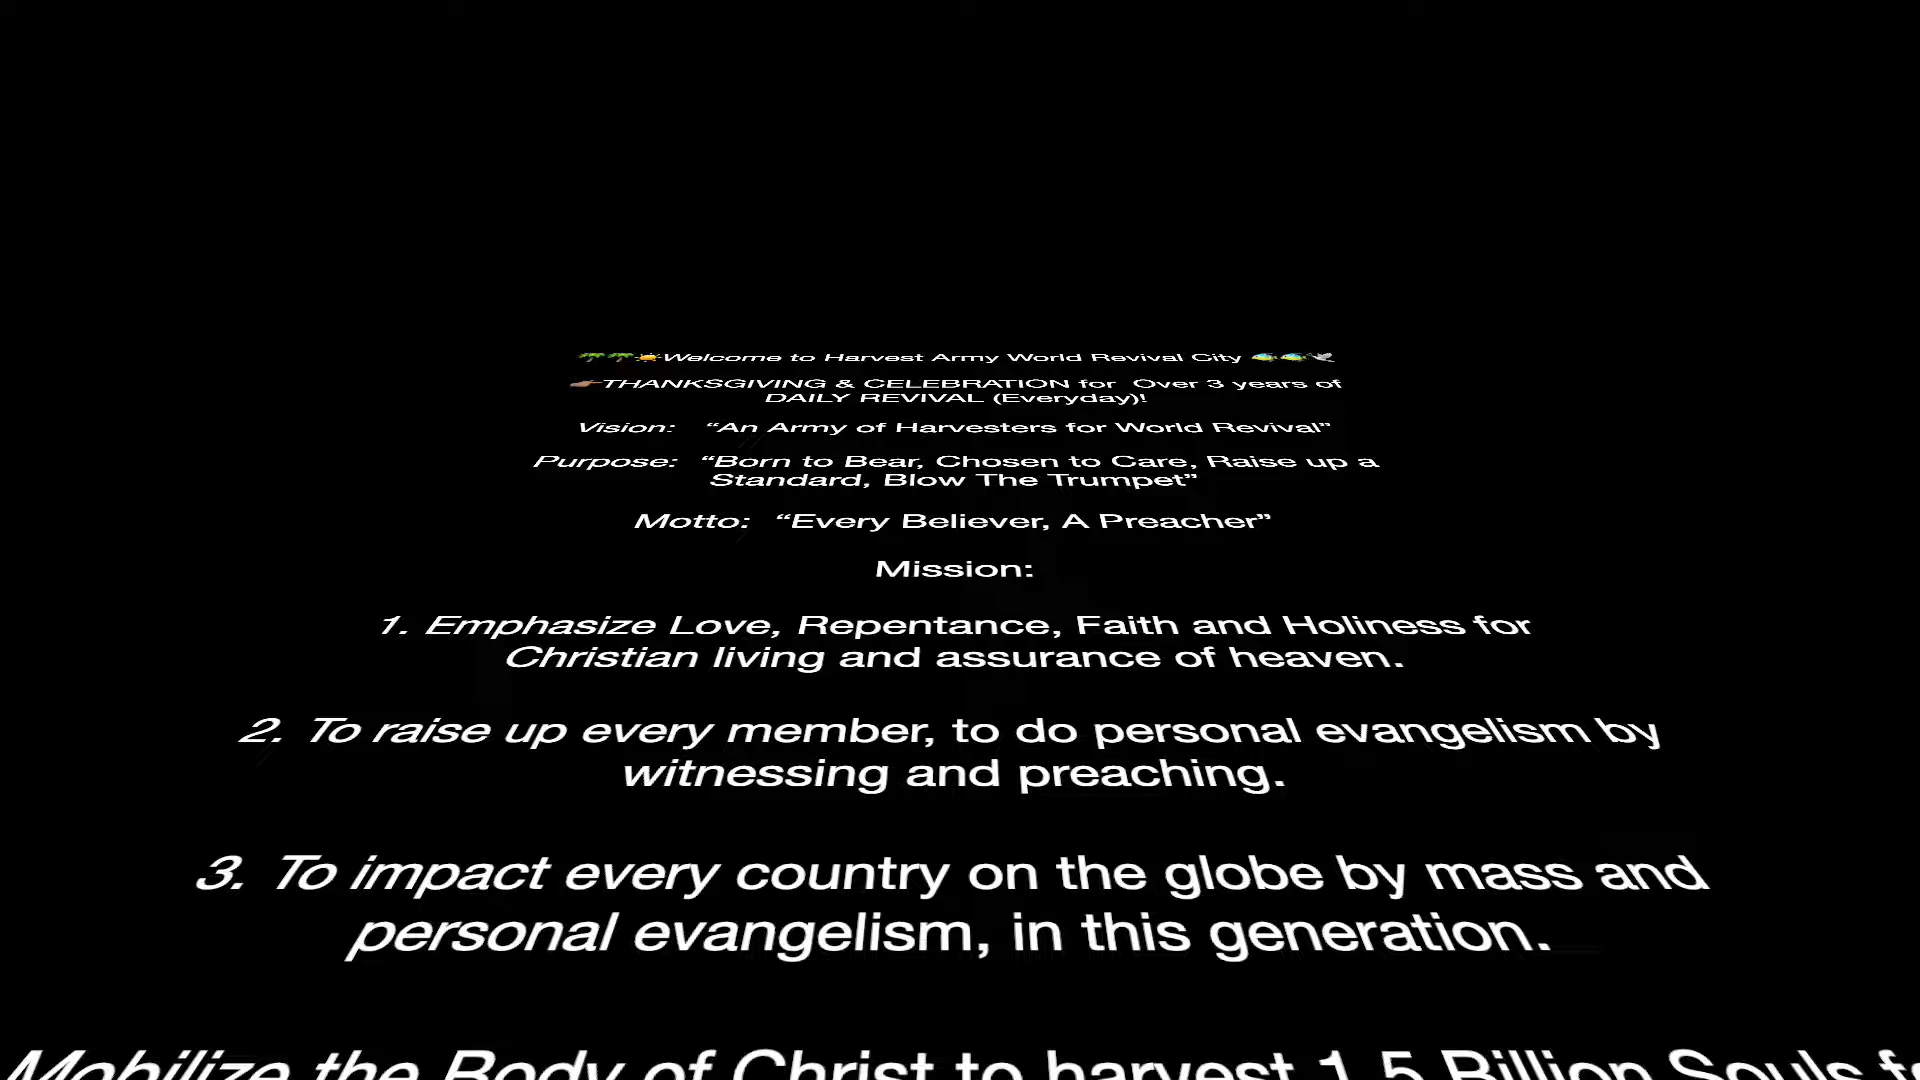 🌴🌴☀️Welcome to Harvest Army World Revival City 🐠🐠🕊
👉🏽THANKSGIVING & CELEBRATION for Over 3 years of
DAILY REVIVAL (Everyday)!
Vision: “An Army of Harvesters for World Revival”
Purpose: “Born to Bear, Chosen to Care, Raise up a
Standard, Blow The Trumpet”
Motto: “Every Believer, A Preacher”
Mission:
1. Emphasize Love, Repentance, Faith and Holiness for
Christian living and assurance of heaven.
2. To raise up every member, to do personal evangelism by
witnessing and preaching.
3. To impact every country on the globe by mass and
personal evangelism, in this generation.
Mobilize the Body of Christ to harvest 1.5 Billion Souls